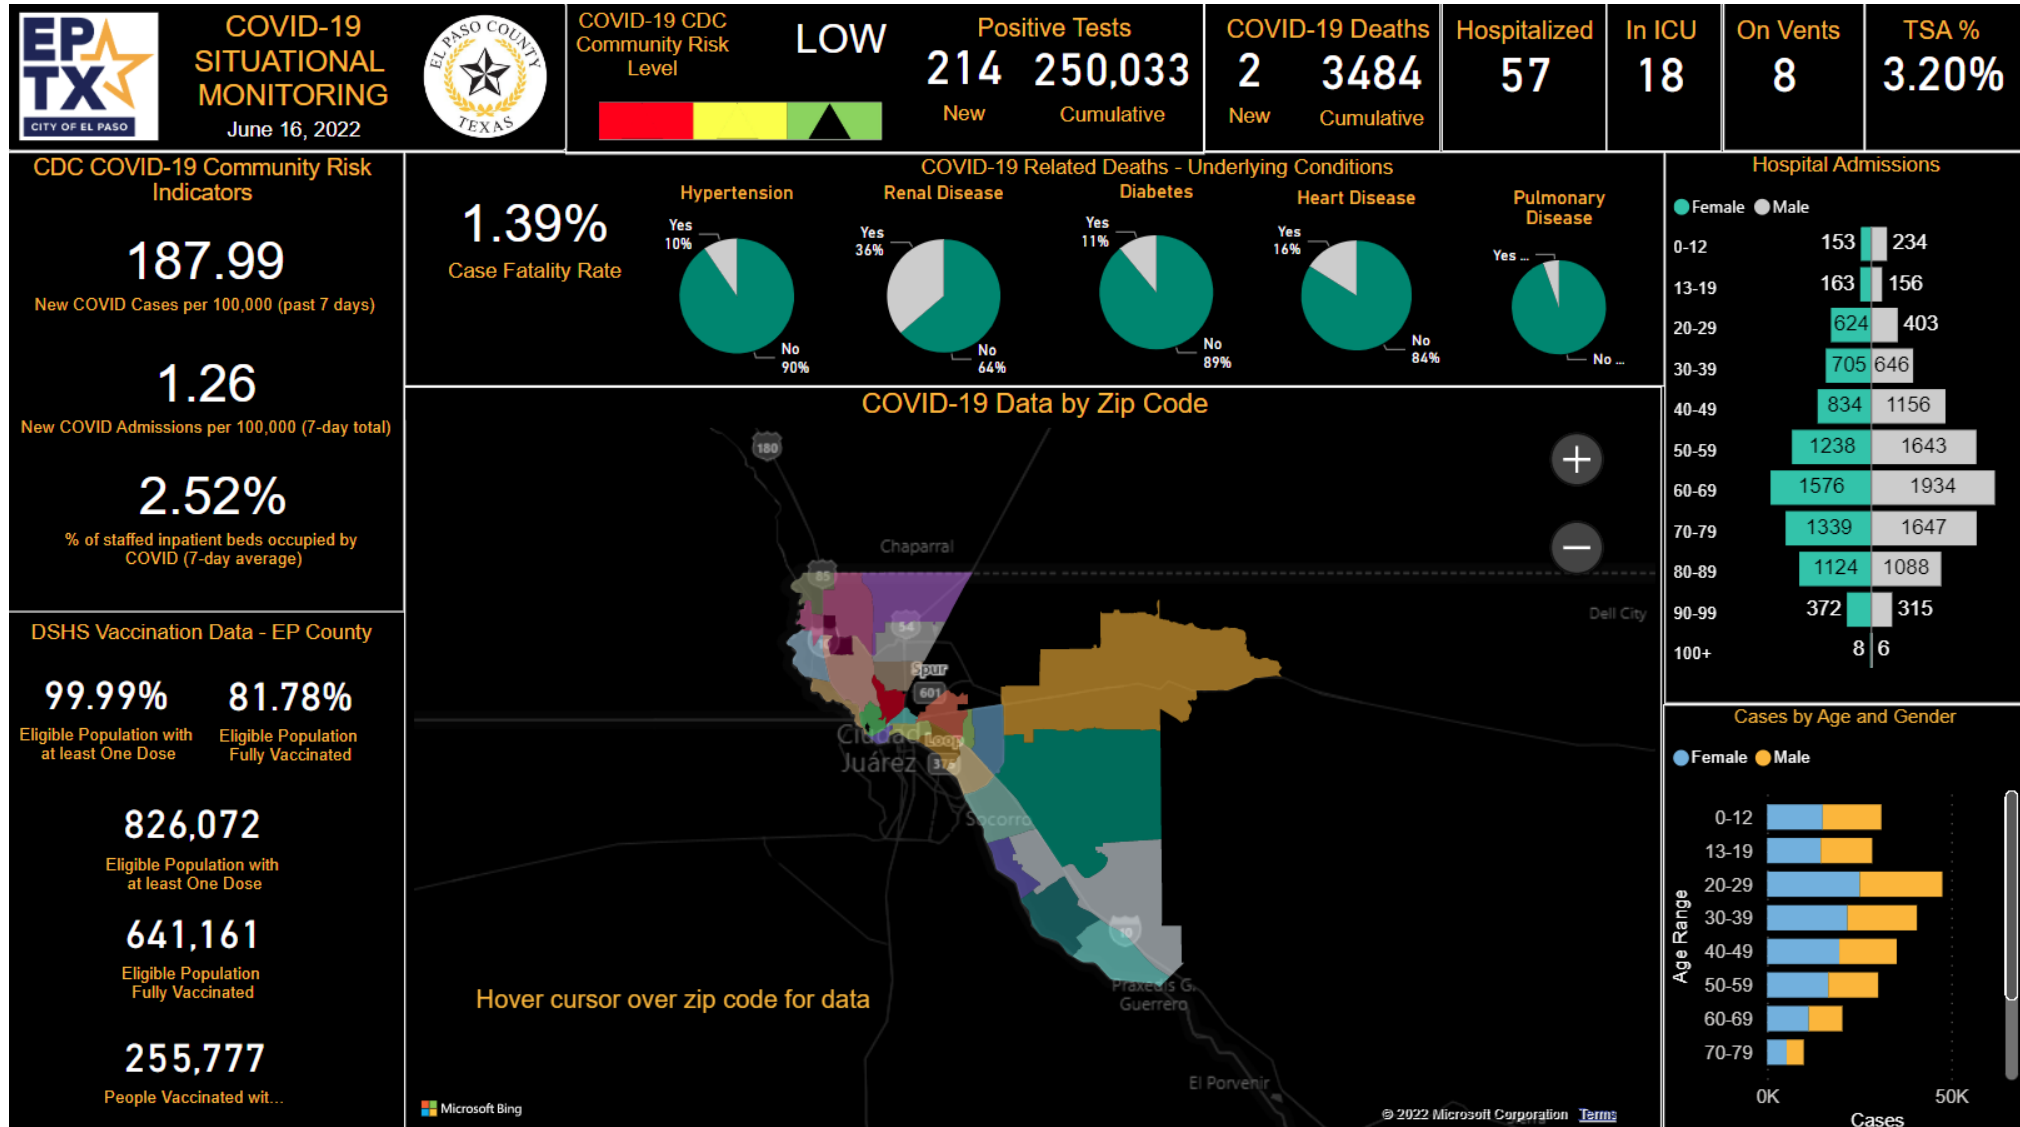 EP
TX
CITY OF EL PASO
COVID-19
SITUATIONAL
MONITORING
June 16, 2022
EL PASO COUNTY
TEXAS
COVID-19 CDC
Community Risk
Level
LOW
Positive Tests
214
250,033
New
Cumulative
COVID-19 Deaths
2
3484
New
Cumulative
Hospitalized
57
In ICU
18
On Vents
8
TSA %
3.20%
CDC COVID-19 Community Risk
Indicators
187.99
New COVID Cases per 100,000 (past 7 days)
1.26
New COVID Admissions per 100,000 (7-day total)
2.52%
% of staffed inpatient beds occupied by
COVID (7-day average)
DSHS Vaccination Data - EP County
99.99%
Eligible Population with
at least One Dose
81.78%
Eligible Population
Fully Vaccinated
826,072
Eligible Population with
at least One Dose
641,161
Eligible Population
Fully Vaccinated
255,777
People Vaccinated wit...
COVID-19 Related Deaths - Underlying Conditions
1.39%
Case Fatality Rate
Hypertension
Yes
10%
No
90%
Renal Disease
Yes
36%
No
64%
Diabetes
Yes
11%
No
89%
Heart Disease
Yes
16%
No
84%
Pulmonary
Disease
Yes ...
No ...
COVID-19 Data by Zip Code
180
Chaparral
85
54
Dell City
10
Spur
601
Ciudad
Juárez
Loop
375
Socorro
10
Praxedis G.
Guerrero
El Porvenir
Hover cursor over zip code for data
Microsoft Bing
© 2022 Microsoft Corporation Terms
Hospital Admissions
Female Male
0-12 153 234
13-19 163 156
20-29 624 403
30-39 705 646
40-49 834 1156
50-59 1238 1643
60-69 1576 1934
70-79 1339 1647
80-89 1124 1088
90-99 372 315
100+ 8 6
Cases by Age and Gender
Female Male
Age Range
0-12
13-19
20-29
30-39
40-49
50-59
60-69
70-79
0K 50K
Cases